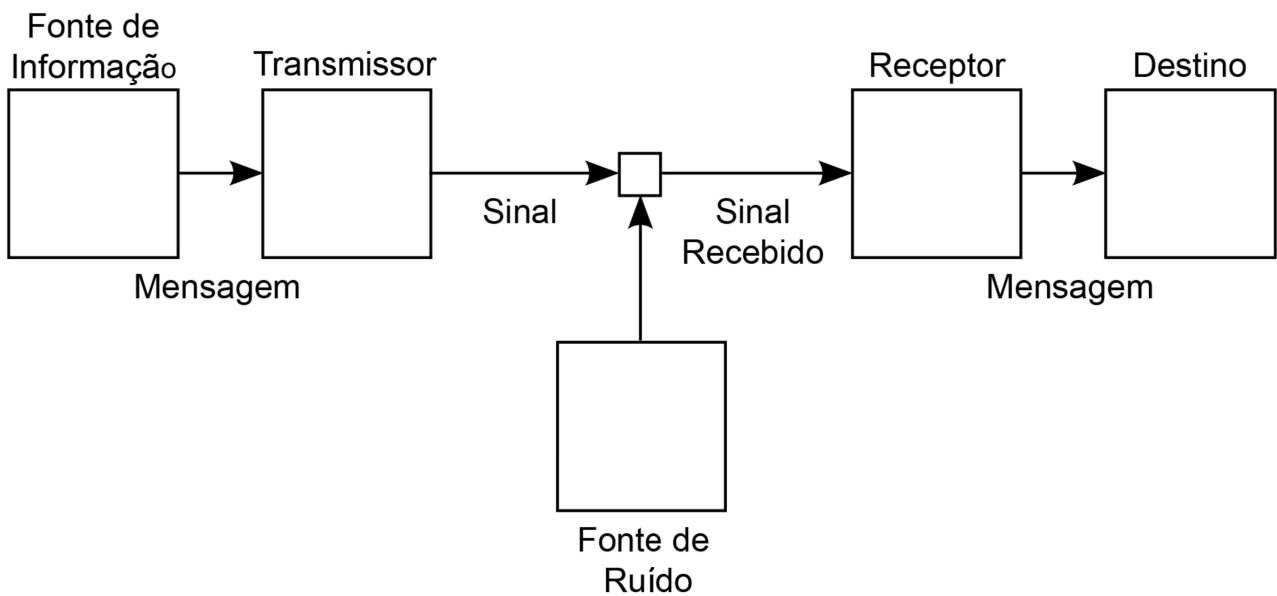 Fonte de
Informação
Transmissor
Receptor
Destino
Sinal
Sinal
Recebido
Mensagem
Mensagem
Fonte de
Ruído